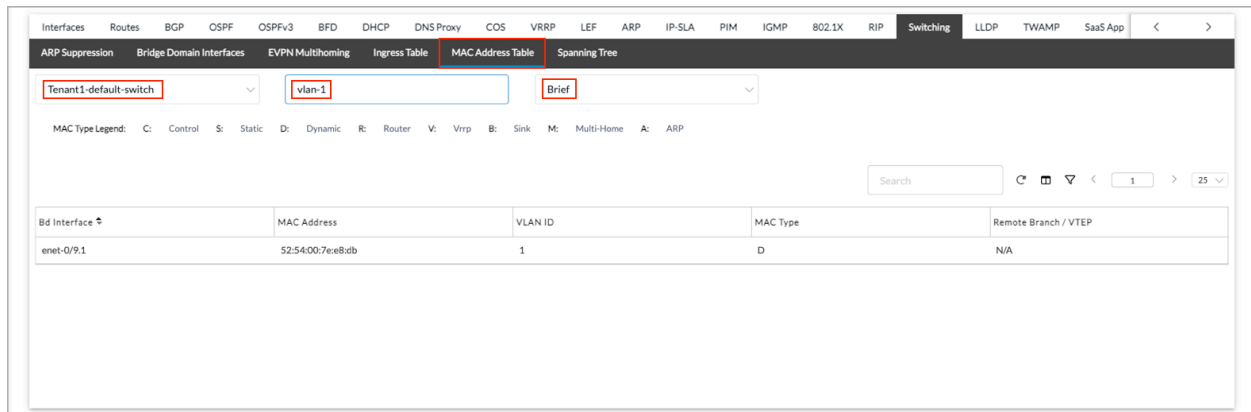 Interfaces Routes BGP OSPF OSPFv3 BFD DHCP DNS Proxy COS VRRP LEF ARP IP-SLA PIM IGMP 802.1X RIP Switching LLDP TWAMP SaaS App < >
ARP Suppression Bridge Domain Interfaces EVPN Multihoming Ingress Table MAC Address Table Spanning Tree
Tenant1-default-switch vlan-1 Brief
MAC Type Legend: C: Control S: Static D: Dynamic R: Router V: Vrrp B: Sink M: Multi-Home A: ARP
Search < 1 > 25
Bd Interface MAC Address VLAN ID MAC Type Remote Branch / VTEP
enet-0/9.1 52:54:00:7e:e8:db 1 D N/A